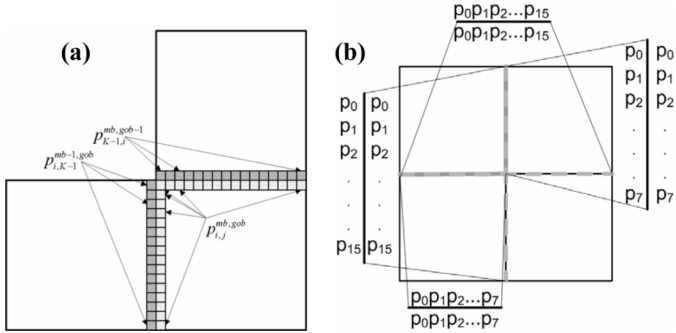 (a)
p^{mb,gob-1}_{K-1,i}
p^{mb-1,gob}_{i,K-1}
p^{mb,gob}_{i,j}
(b)
p₀p₁p₂...p₁₅
p₀p₁p₂...p₁₅
p₀ p₀
p₁ p₁
p₂ p₂
. .
. .
. .
p₇ p₇
p₀ p₀
p₁ p₁
p₂ p₂
. .
. .
. .
p₁₅ p₁₅
p₀p₁p₂...p₇
p₀p₁p₂...p₇